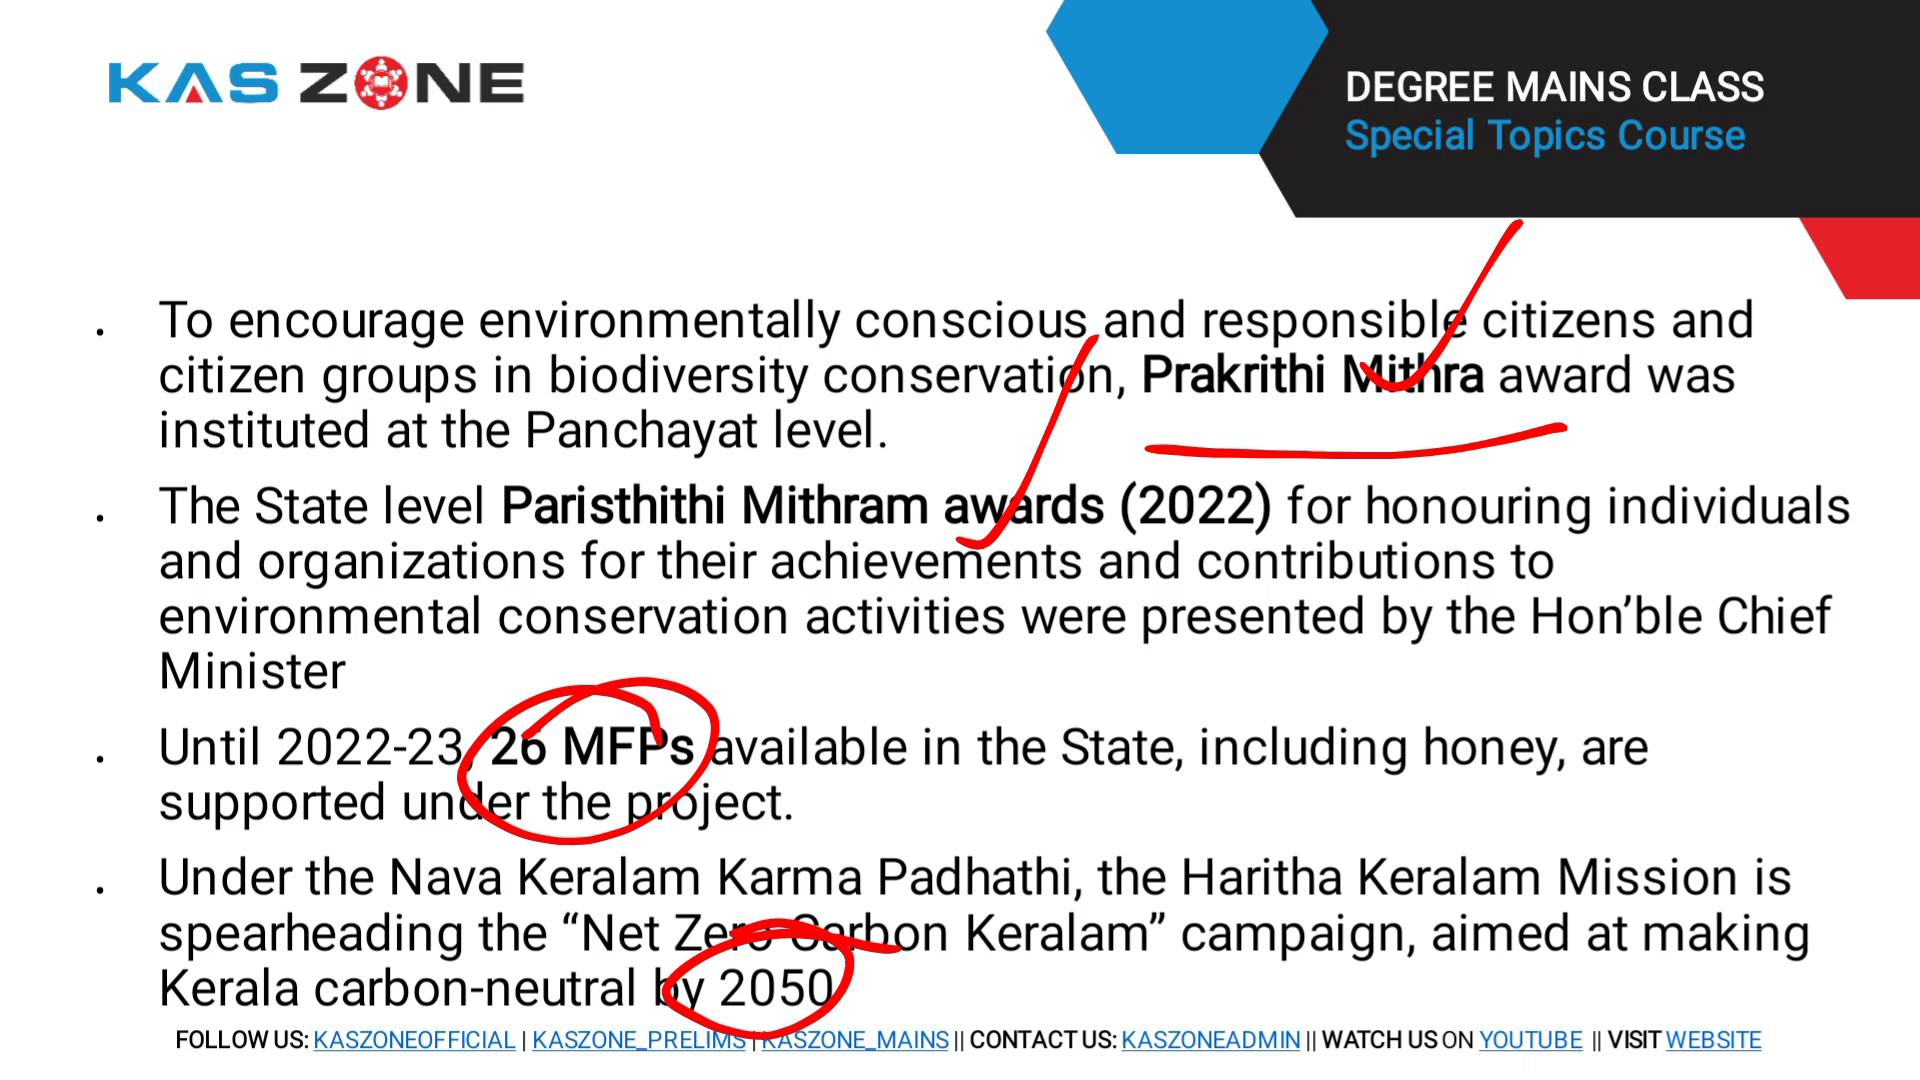 KAS ZONE
DEGREE MAINS CLASS
Special Topics Course
. To encourage environmentally conscious and responsible citizens and
citizen groups in biodiversity conservation, Prakrithi Mithra award was
instituted at the Panchayat level.
. The State level Paristhithi Mithram awards (2022) for honouring individuals
and organizations for their achievements and contributions to
environmental conservation activities were presented by the Hon’ble Chief
Minister
. Until 2022-23, 26 MFPs available in the State, including honey, are
supported under the project.
. Under the Nava Keralam Karma Padhathi, the Haritha Keralam Mission is
spearheading the “Net Zero Carbon Keralam” campaign, aimed at making
Kerala carbon-neutral by 2050
FOLLOW US: KASZONEOFFICIAL | KASZONE_PRELIMS | KASZONE_MAINS || CONTACT US: KASZONEADMIN || WATCH US ON YOUTUBE || VISIT WEBSITE